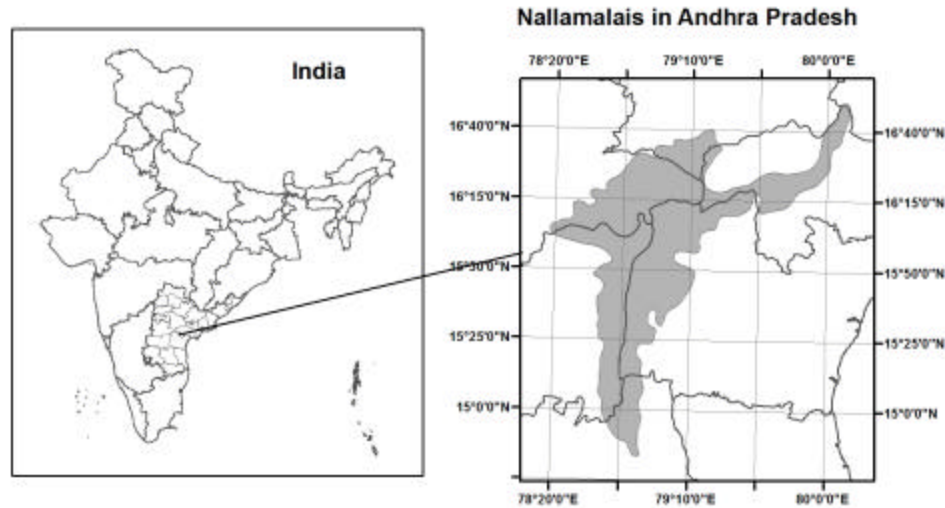 Nallamalais in Andhra Pradesh
India
78°20'0"E 79°10'0"E 80°0'0"E
16°40'0"N 16°40'0"N
16°15'0"N 16°15'0"N
15°50'0"N 15°50'0"N
15°25'0"N 15°25'0"N
15°0'0"N 15°0'0"N
78°20'0"E 79°10'0"E 80°0'0"E